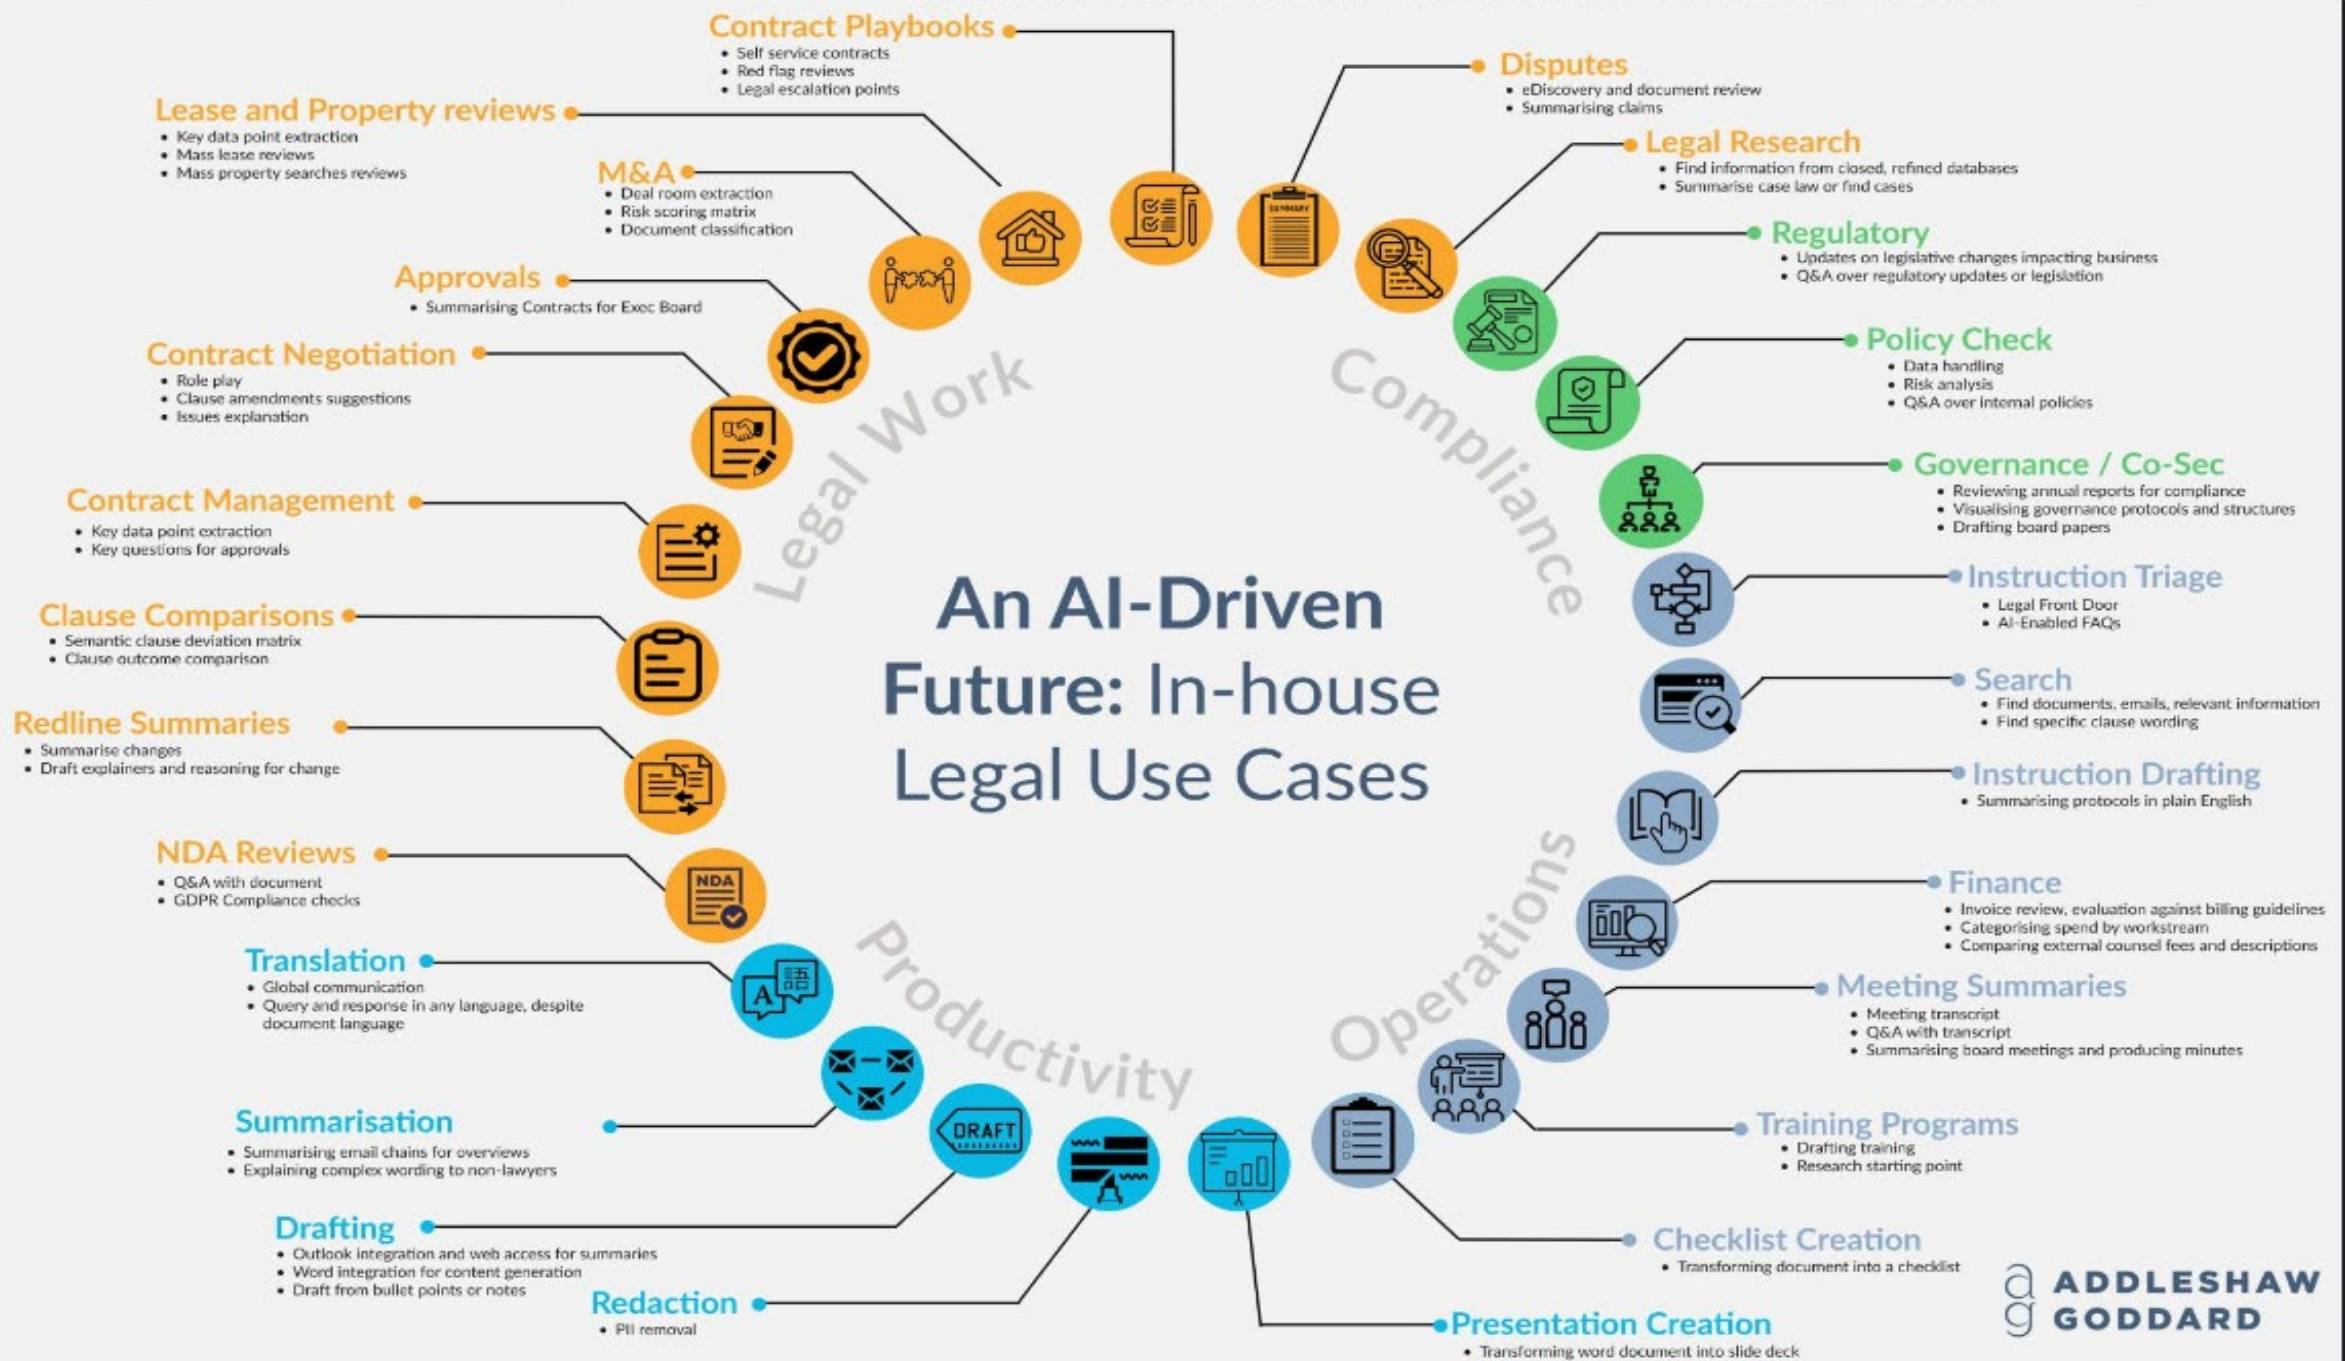 Contract Playbooks
• Self service contracts
• Red flag reviews
• Legal escalation points
Disputes
• eDiscovery and document review
• Summarising claims
Lease and Property reviews
• Key data point extraction
• Mass lease reviews
• Mass property searches reviews
Legal Research
• Find information from closed, refined databases
• Summarise case law or find cases
M&A
• Deal room extraction
• Risk scoring matrix
• Document classification
SUMMARY
Regulatory
• Updates on legislative changes impacting business
• Q&A over regulatory updates or legislation
Approvals
• Summarising Contracts for Exec Board
Policy Check
• Data handling
• Risk analysis
• Q&A over internal policies
Contract Negotiation
• Role play
• Clause amendments suggestions
• Issues explanation
Legal Work
Compliance
Governance / Co-Sec
• Reviewing annual reports for compliance
• Visualising governance protocols and structures
• Drafting board papers
Contract Management
• Key data point extraction
• Key questions for approvals
An AI-Driven
Future: In-house
Legal Use Cases
Instruction Triage
• Legal Front Door
• AI-Enabled FAQs
Clause Comparisons
• Semantic clause deviation matrix
• Clause outcome comparison
Search
• Find documents, emails, relevant information
• Find specific clause wording
Redline Summaries
• Summarise changes
• Draft explainers and reasoning for change
Instruction Drafting
• Summarising protocols in plain English
NDA Reviews
• Q&A with document
• GDPR Compliance checks
NDA
Finance
• Invoice review, evaluation against billing guidelines
• Categorising spend by workstream
• Comparing external counsel fees and descriptions
Productivity
Operations
Translation
• Global communication
• Query and response in any language, despite
document language
A
語
Meeting Summaries
• Meeting transcript
• Q&A with transcript
• Summarising board meetings and producing minutes
Summarisation
• Summarising email chains for overviews
• Explaining complex wording to non-lawyers
DRAFT
Training Programs
• Drafting training
• Research starting point
Drafting
• Outlook integration and web access for summaries
• Word integration for content generation
• Draft from bullet points or notes
Checklist Creation
• Transforming document into a checklist
Redaction
• PII removal
Presentation Creation
• Transforming word document into slide deck
ag ADDLESHAW
GODDARD